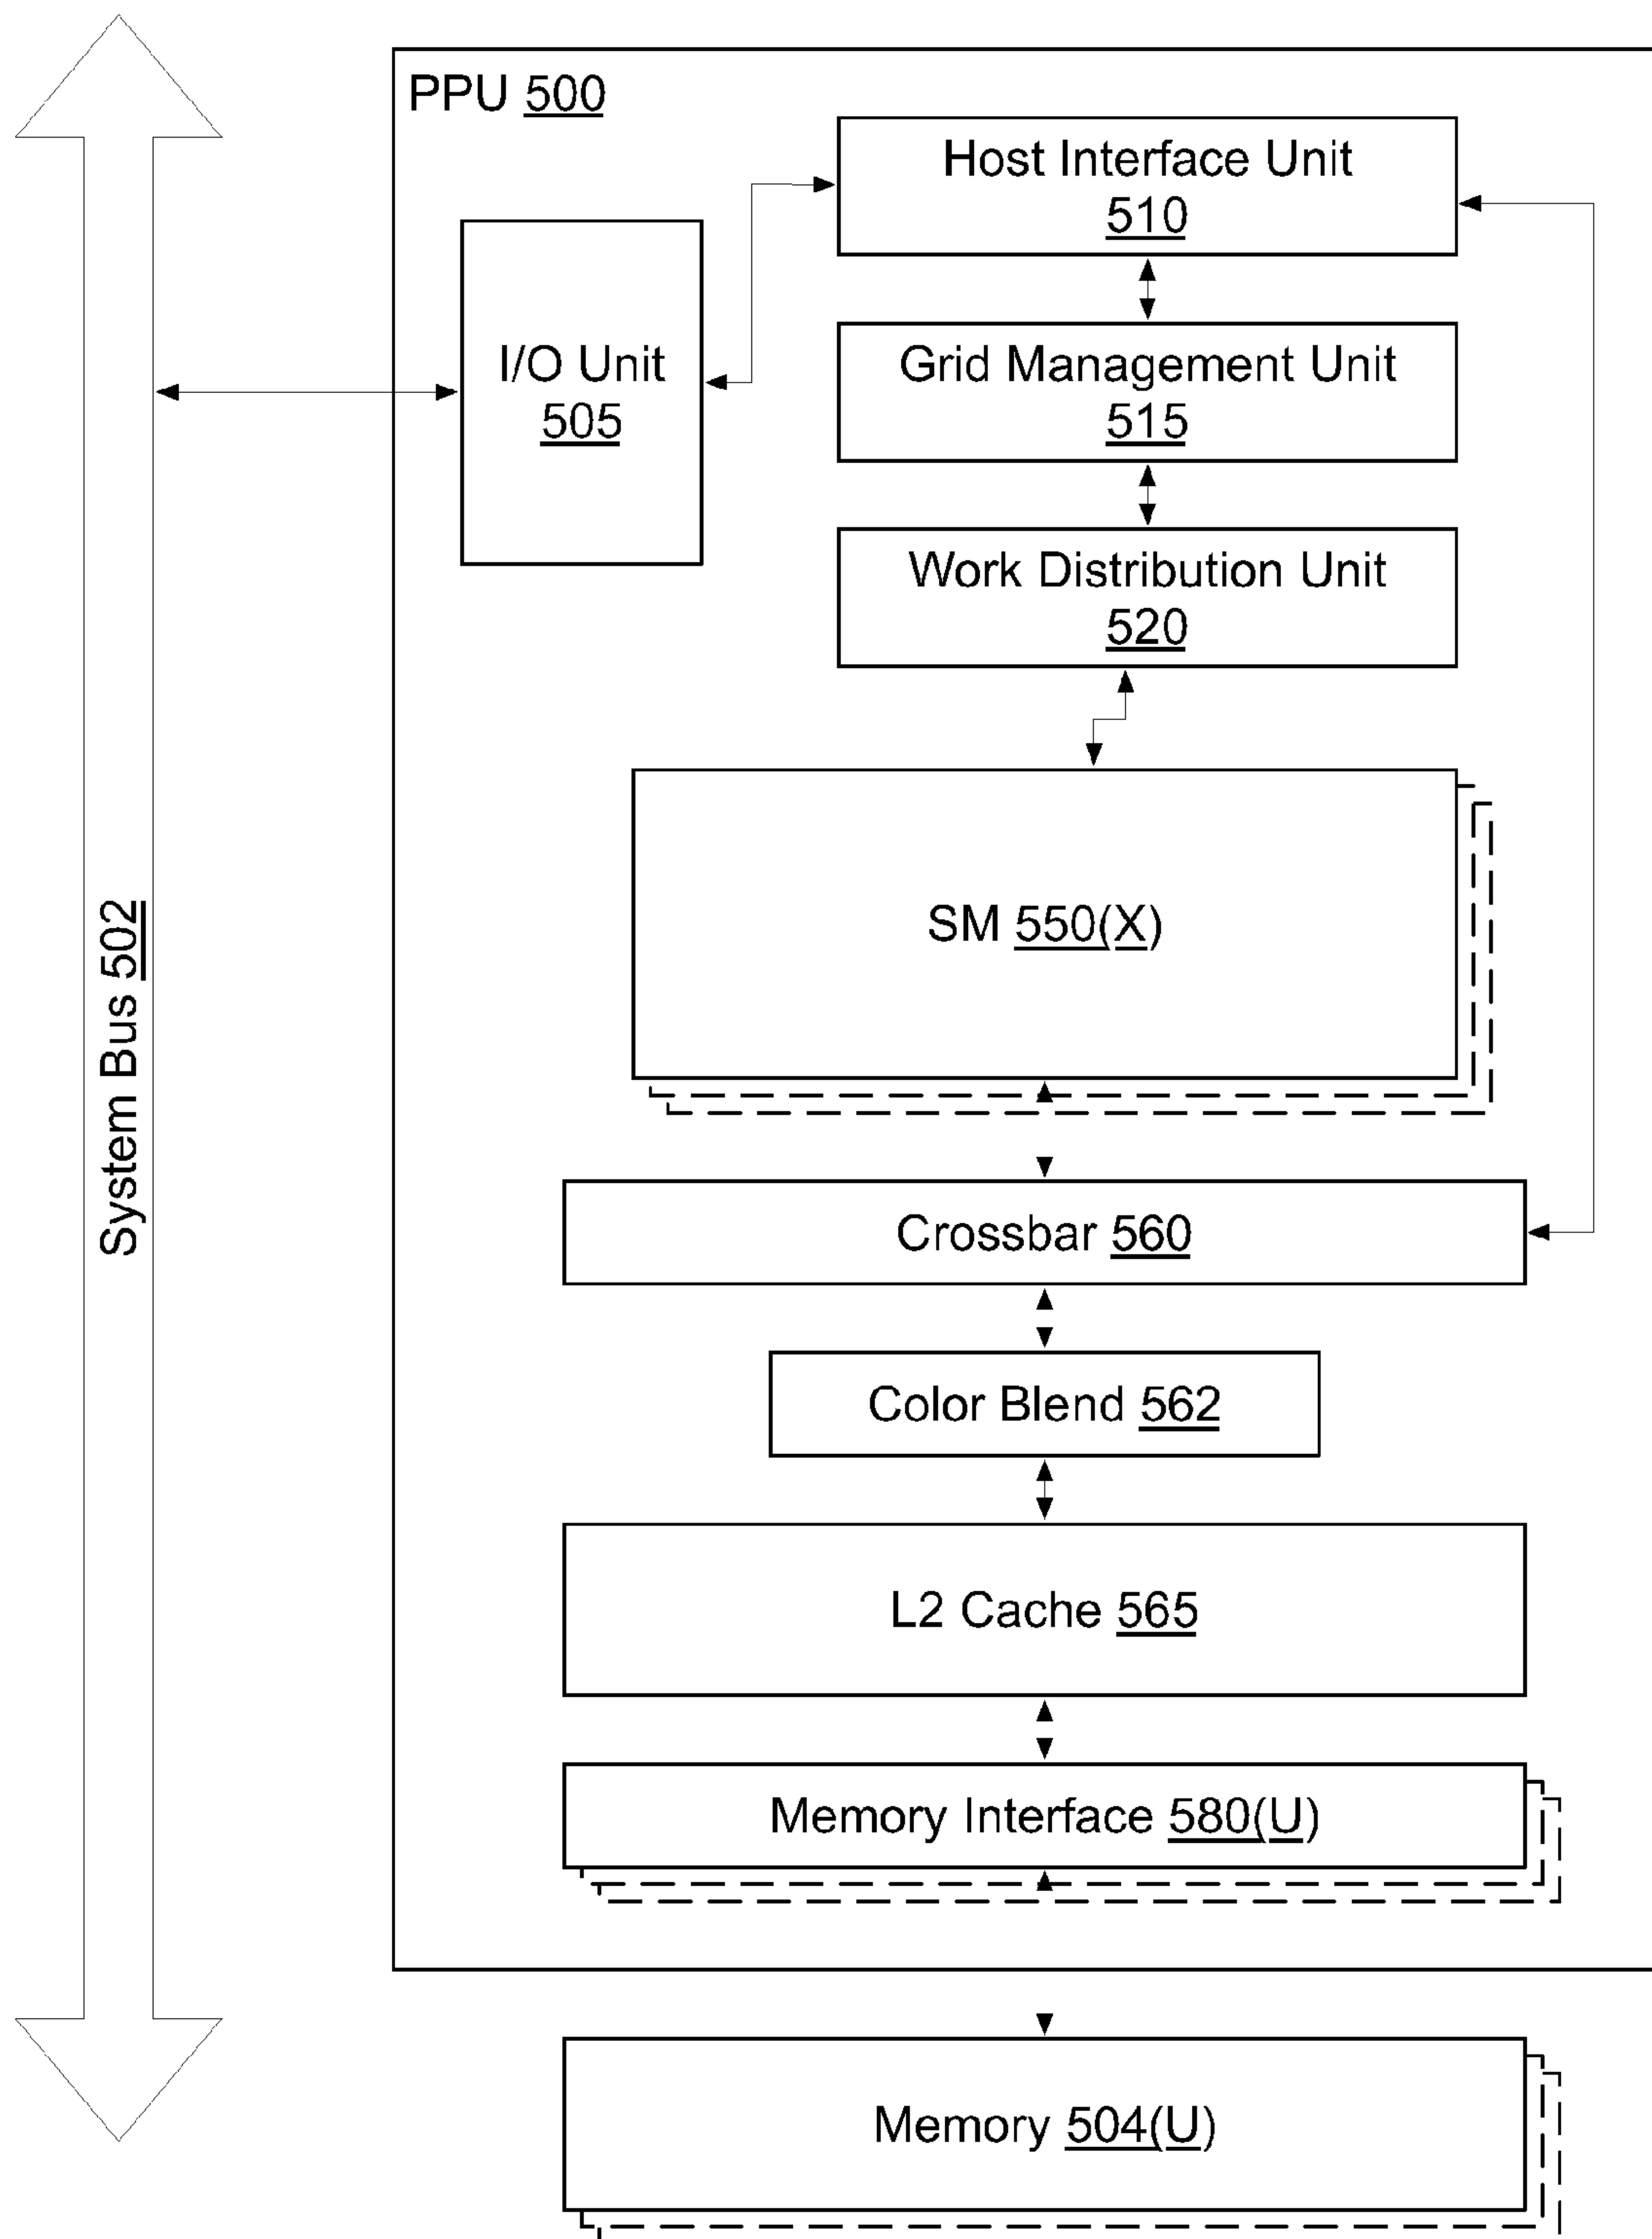 PPU 500
Host Interface Unit
510
I/O Unit
505
Grid Management Unit
515
Work Distribution Unit
520
System Bus 502
SM 550(X)
Crossbar 560
Color Blend 562
L2 Cache 565
Memory Interface 580(U)
Memory 504(U)